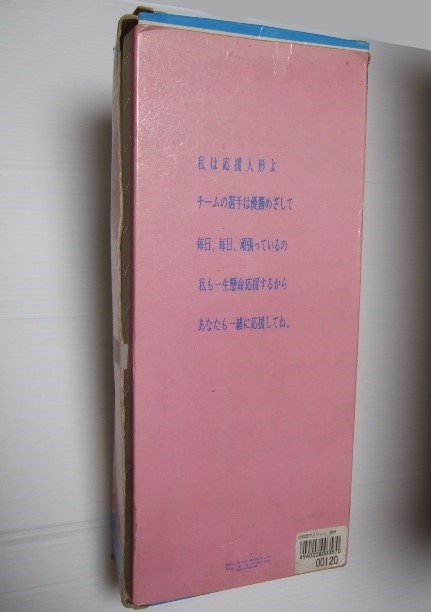 私は応援人形よ
チームの選手は優勝めざして
毎日、毎日、頑張っているの
私も一生懸命応援するから
あなたも一緒に応援してね。
00120